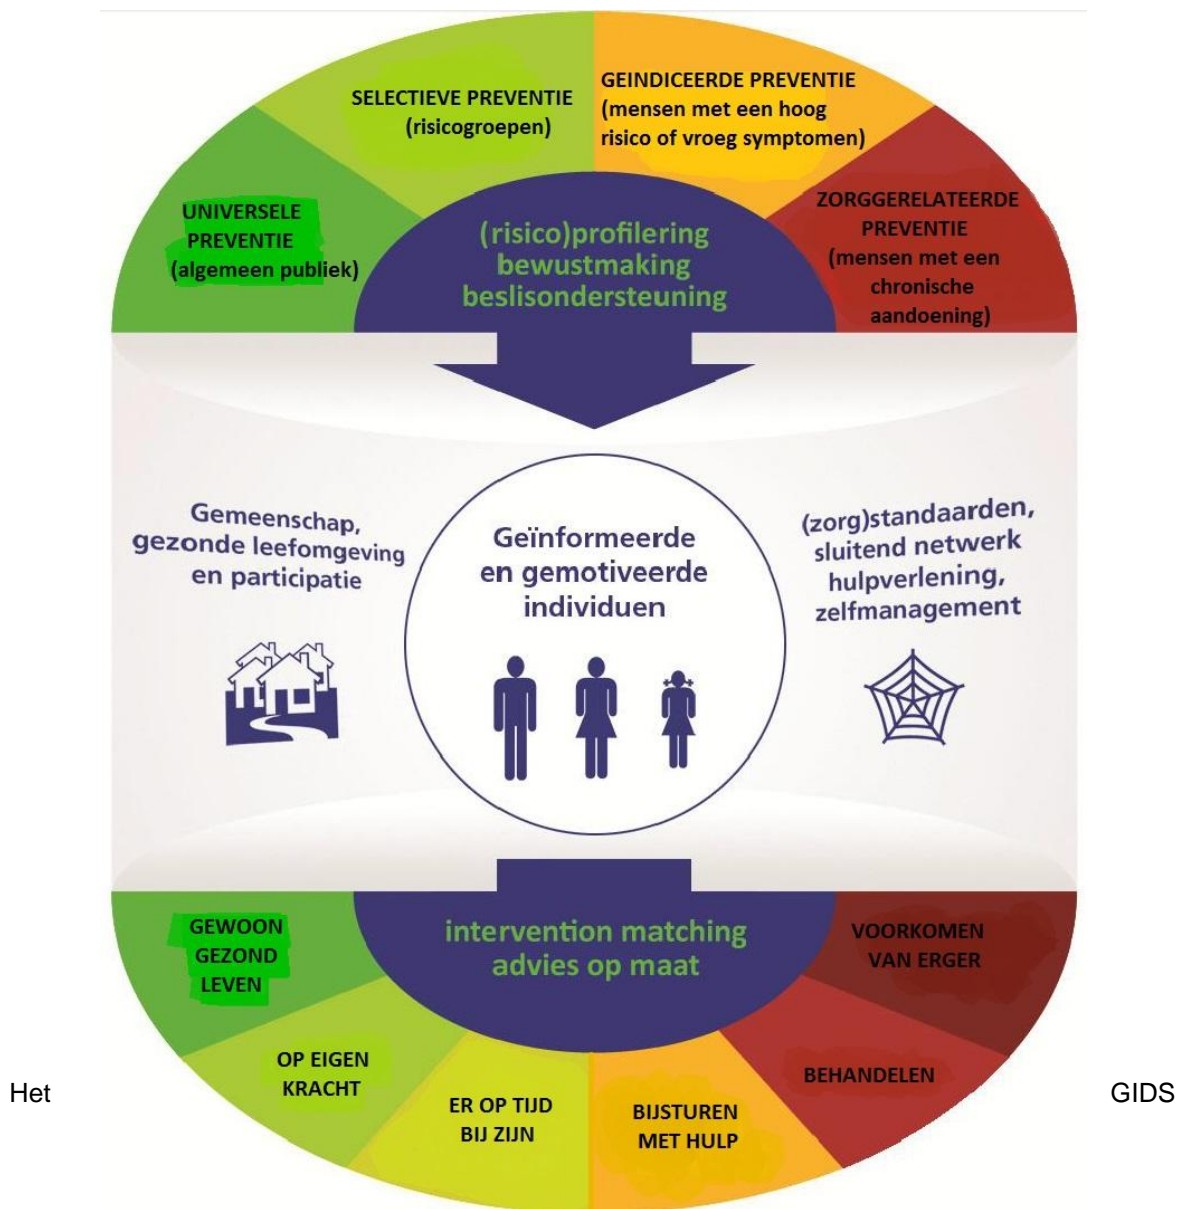 SELECTIEVE PREVENTIE
(risicogroepen)
GEINDICEERDE PREVENTIE
(mensen met een hoog
risico of vroeg symptomen)
UNIVERSELE
PREVENTIE
(algemeen publiek)
ZORGGERELATEERDE
PREVENTIE
(mensen met een
chronische
aandoening)
(risico)profilering
bewustmaking
beslisondersteuning
Gemeenschap,
gezonde leefomgeving
en participatie
Geïnformeerde
en gemotiveerde
individuen
(zorg)standaarden,
sluitend netwerk
hulpverlening,
zelfmanagement
intervention matching
advies op maat
GEWOON
GEZOND
LEVEN
OP EIGEN
KRACHT
ER OP TIJD
BIJ ZIJN
BIJSTUREN
MET HULP
BEHANDELEN
VOORKOMEN
VAN ERGER
Het GIDS